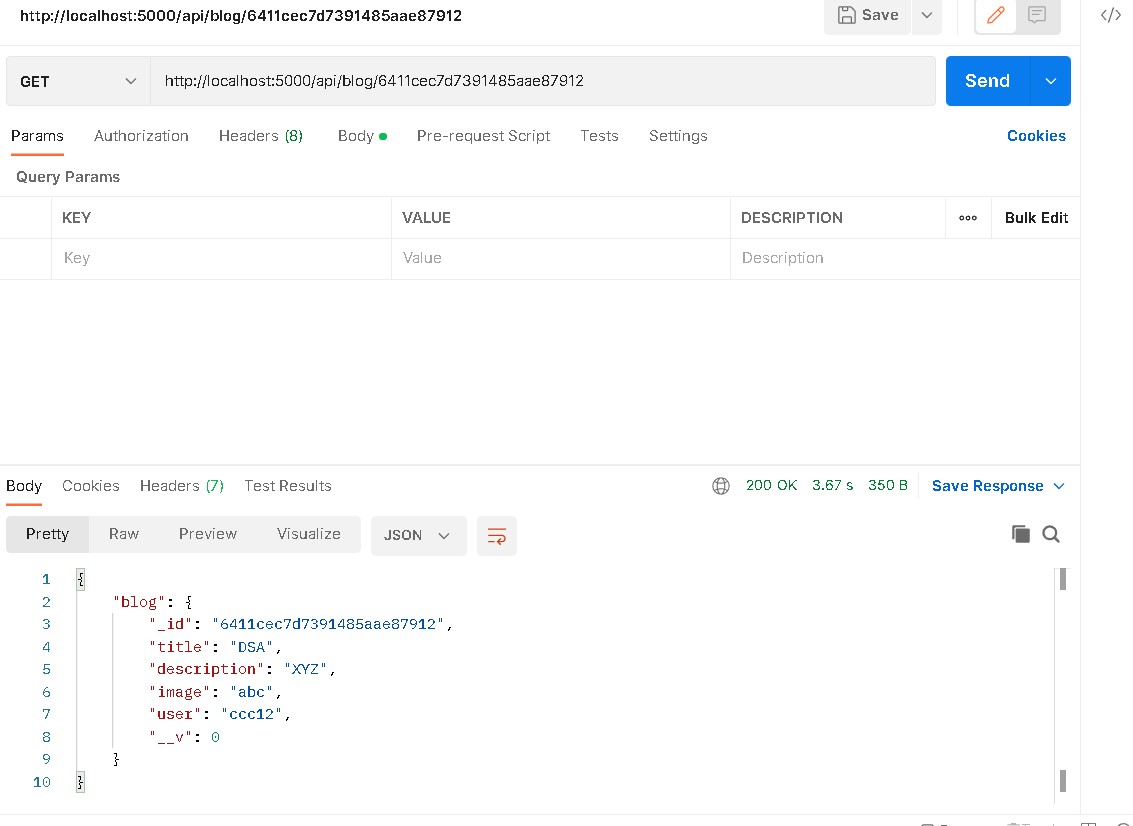 http://localhost:5000/api/blog/6411cec7d7391485aae87912
Save
GET http://localhost:5000/api/blog/6411cec7d7391485aae87912 Send
Params Authorization Headers (8) Body Pre-request Script Tests Settings Cookies
Query Params
KEY VALUE DESCRIPTION ooo Bulk Edit
Key Value Description
Body Cookies Headers (7) Test Results 200 OK 3.67 s 350 B Save Response
Pretty Raw Preview Visualize JSON
1 {
2 "blog": {
3 "_id": "6411cec7d7391485aae87912",
4 "title": "DSA",
5 "description": "XYZ",
6 "image": "abc",
7 "user": "ccc12",
8 "__v": 0
9 }
10 }